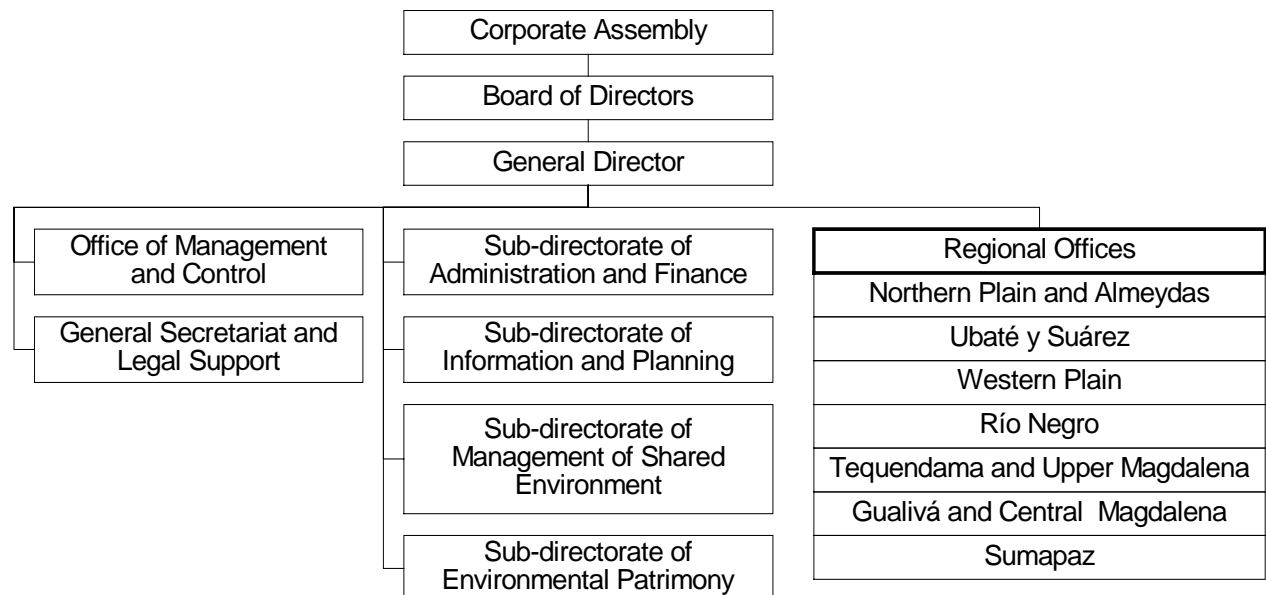 Corporate Assembly
Board of Directors
General Director
Office of Management
and Control
General Secretariat and
Legal Support
Sub-directorate of
Administration and Finance
Sub-directorate of
Information and Planning
Sub-directorate of
Management of Shared
Environment
Sub-directorate of
Environmental Patrimony
Regional Offices
Northern Plain and Almeydas
Ubaté y Suárez
Western Plain
Río Negro
Tequendama and Upper Magdalena
Gualivá and Central Magdalena
Sumapaz